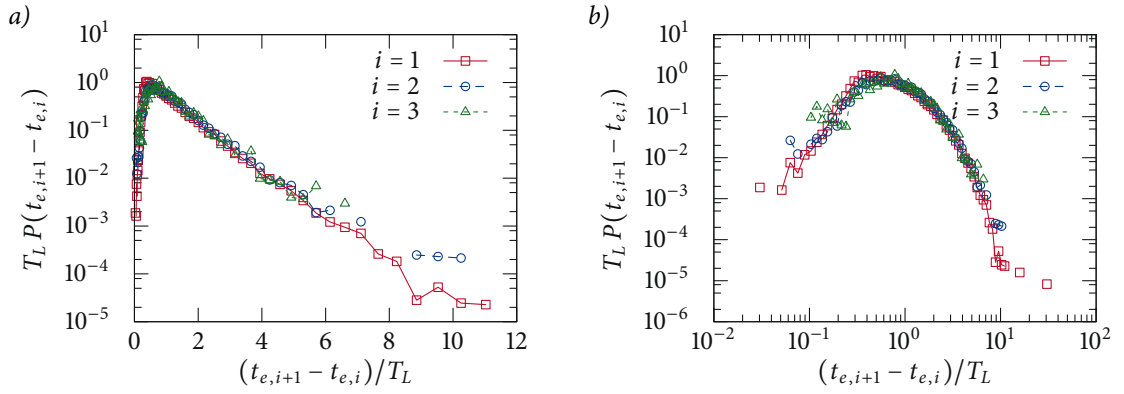 a)
T_L P(t_{e,i+1} − t_{e,i})
10^1
10^0
10^{-1}
10^{-2}
10^{-3}
10^{-4}
10^{-5}
0 2 4 6 8 10 12
(t_{e,i+1} − t_{e,i})/T_L
i = 1
i = 2
i = 3
b)
T_L P(t_{e,i+1} − t_{e,i})
10^1
10^0
10^{-1}
10^{-2}
10^{-3}
10^{-4}
10^{-5}
10^{-6}
10^{-2} 10^{-1} 10^0 10^1 10^2
(t_{e,i+1} − t_{e,i})/T_L
i = 1
i = 2
i = 3